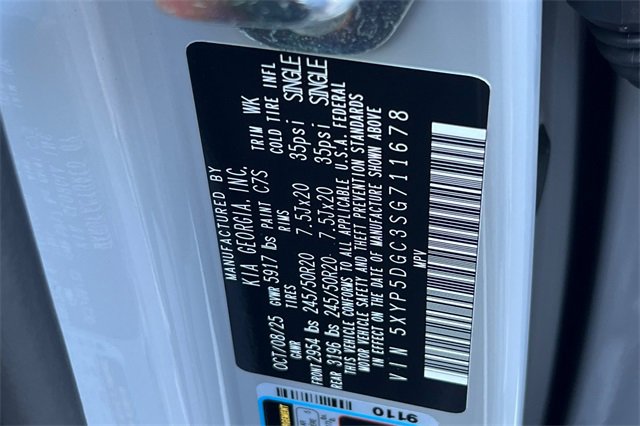 MANUFACTURED BY
KIA GEORGIA, INC.
OCT/08/25 GVWR 5917 lbs PAINT C7S TRIM WK
GAWR TIRES RIMS COLD TIRE INFL
FRONT 2954 lbs 245/50R20 7.5JX20 35psi SINGLE
REAR 3196 lbs 245/50R20 7.5JX20 35psi SINGLE
THIS VEHICLE CONFORMS TO ALL APPLICABLE U.S.A. FEDERAL
MOTOR VEHICLE SAFETY AND THEFT PREVENTION STANDARDS
IN EFFECT ON THE DATE OF MANUFACTURE SHOWN ABOVE
VIN 5XYP5DGC3SG711678
MPV
9110